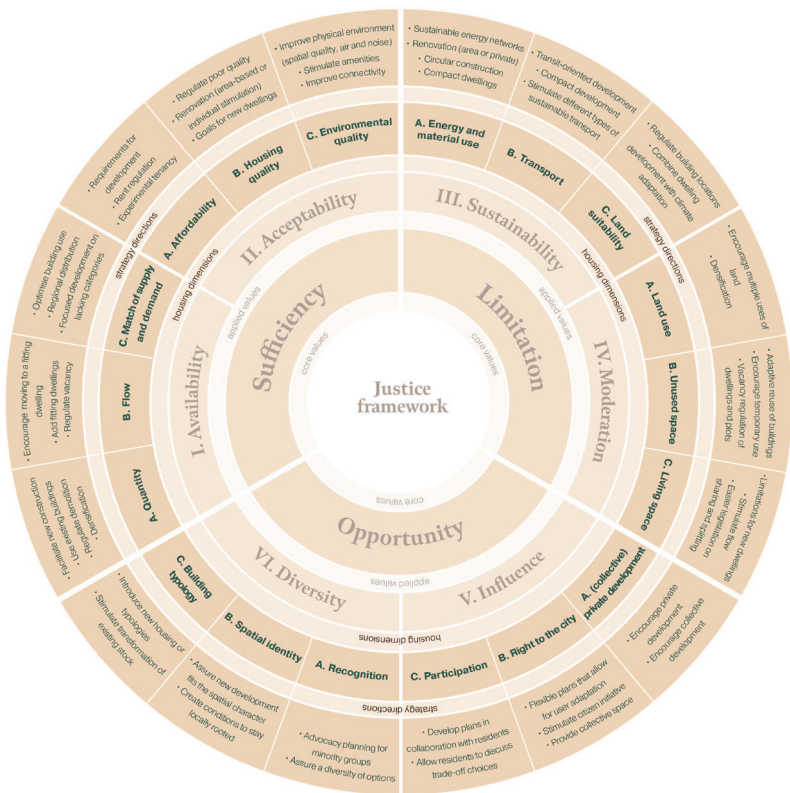 Justice
framework
core values
core values
core values
Sufficiency
Limitation
Opportunity
applied values
applied values
applied values
I. Availability
II. Acceptability
III. Sustainability
IV. Moderation
V. Influence
VI. Diversity
housing dimensions
housing dimensions
housing dimensions
strategy directions
strategy directions
strategy directions
A. Quantity
• Facilitate new construction
• Use existing buildings
• Regulate demolition
• Densification
B. Flow
• Encourage moving to a fitting
dwelling
• Add fitting dwellings
• Regulate vacancy
C. Match of supply
and demand
• Optimise building use
• Regional distribution
• Focused development on
lacking categories
A. Affordability
• Requirements for
development
• Rent regulation
• Experimental tenancy
B. Housing
quality
• Regulate poor quality
• Renovation (area-based or
individual stimulation)
• Goals for new dwellings
C. Environmental
quality
• Improve physical environment
(spatial quality, air and noise)
• Stimulate amenities
• Improve connectivity
A. Energy and
material use
• Sustainable energy networks
• Renovation (area or private)
• Circular construction
• Compact dwellings
B. Transport
• Transit-oriented development
• Compact development
• Stimulate different types of
sustainable transport
C. Land
suitability
• Regulate building locations
• Combine dwelling
development with climate
adaptation
A. Land use
• Encourage multiple uses of
land
• Densification
B. Unused space
• Adaptive reuse of buildings
• Encourage temporary use
• Vacancy regulation of
dwellings and plots
C. Living space
• Limitations for new dwellings
• Stimulate flow
• Easier legislation on
sharing and splitting
A. (collective)
private development
• Encourage private
development
• Encourage collective
development
B. Right to the city
• Flexible plans that allow
for user adaptation
• Stimulate citizen initiative
• Provide collective space
C. Participation
• Develop plans in
collaboration with residents
• Allow residents to discuss
trade-off choices
A. Recognition
• Advocacy planning for
minority groups
• Assure a diversity of options
B. Spatial identity
• Assure new development
fits the spatial character
• Create conditions to stay
locally rooted
C. Building
typology
• Introduce new housing or
typologies
• Stimulate transformation of
existing stock